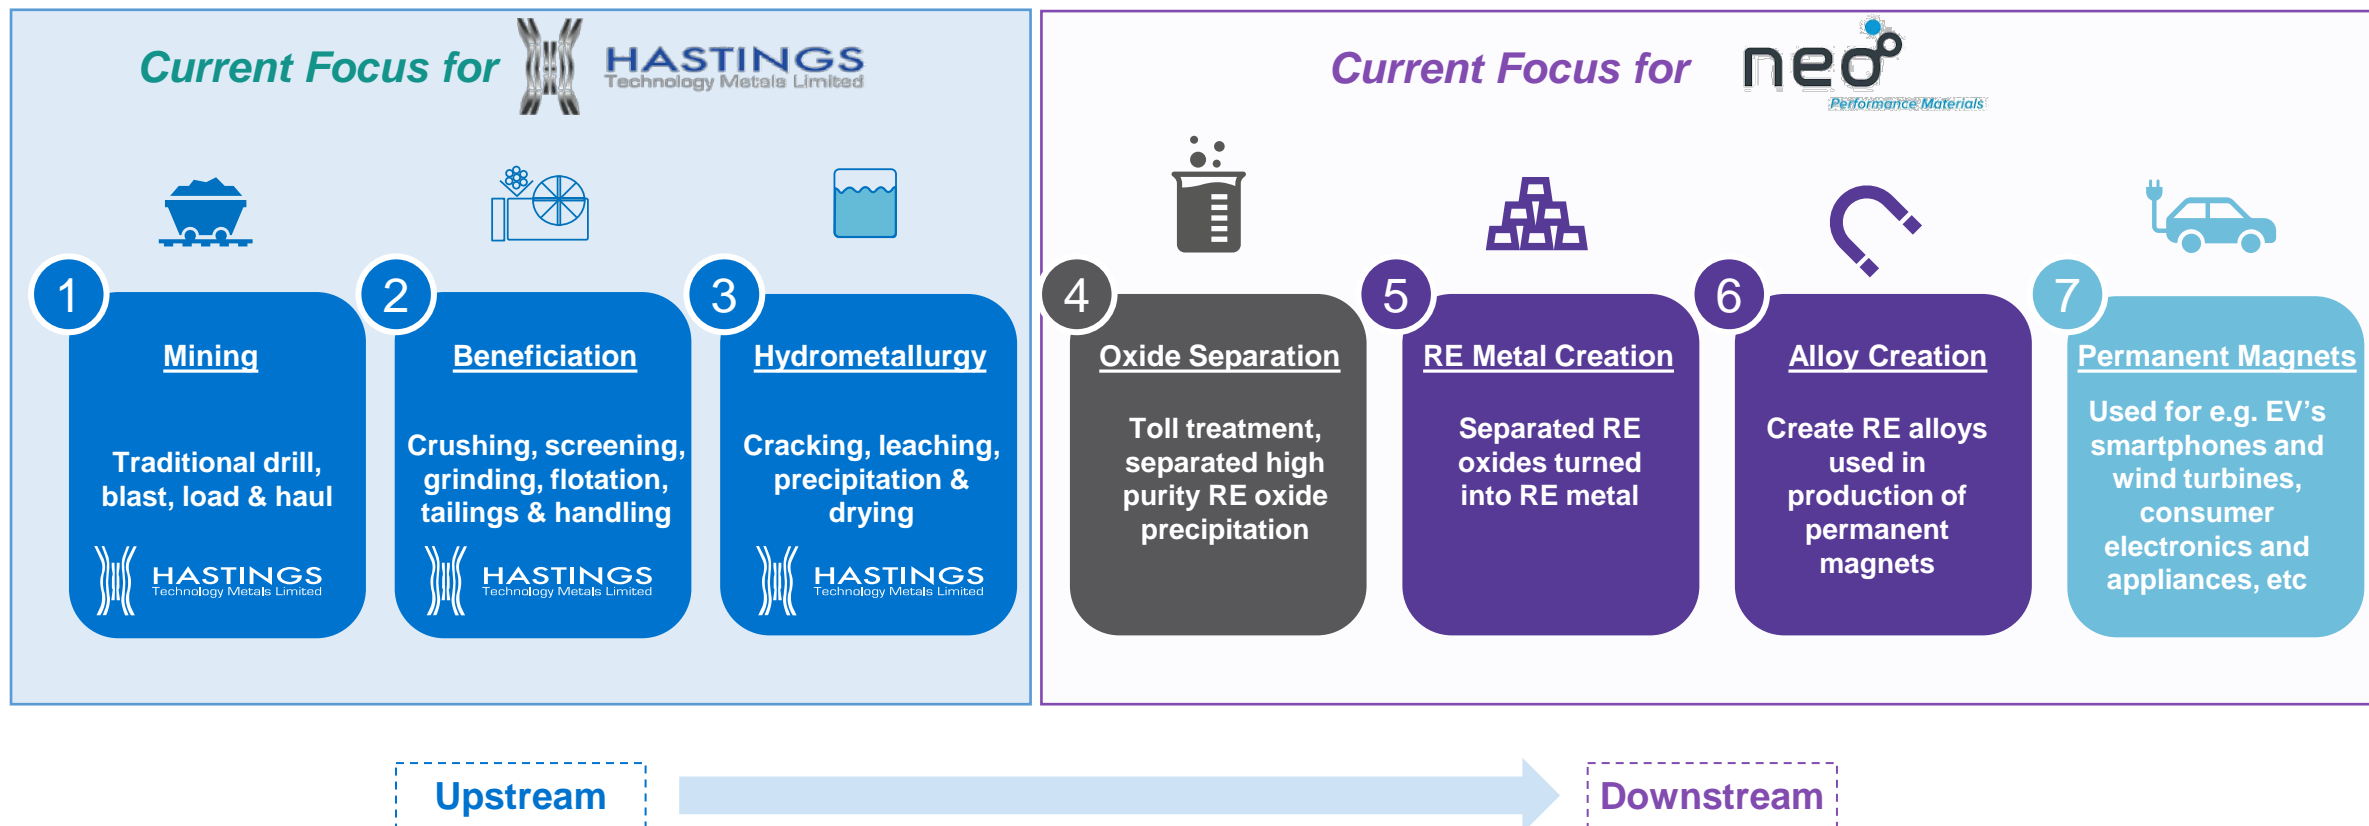 Current Focus for HASTINGS
Technology Metals Limited
Current Focus for neo
Performance Materials
1
Mining
Traditional drill,
blast, load & haul
HASTINGS
Technology Metals Limited
2
Beneficiation
Crushing, screening,
grinding, flotation,
tailings & handling
HASTINGS
Technology Metals Limited
3
Hydrometallurgy
Cracking, leaching,
precipitation &
drying
HASTINGS
Technology Metals Limited
4
Oxide Separation
Toll treatment,
separated high
purity RE oxide
precipitation
5
RE Metal Creation
Separated RE
oxides turned
into RE metal
6
Alloy Creation
Create RE alloys
used in
production of
permanent
magnets
7
Permanent Magnets
Used for e.g. EV's
smartphones and
wind turbines,
consumer
electronics and
appliances, etc
Upstream
Downstream